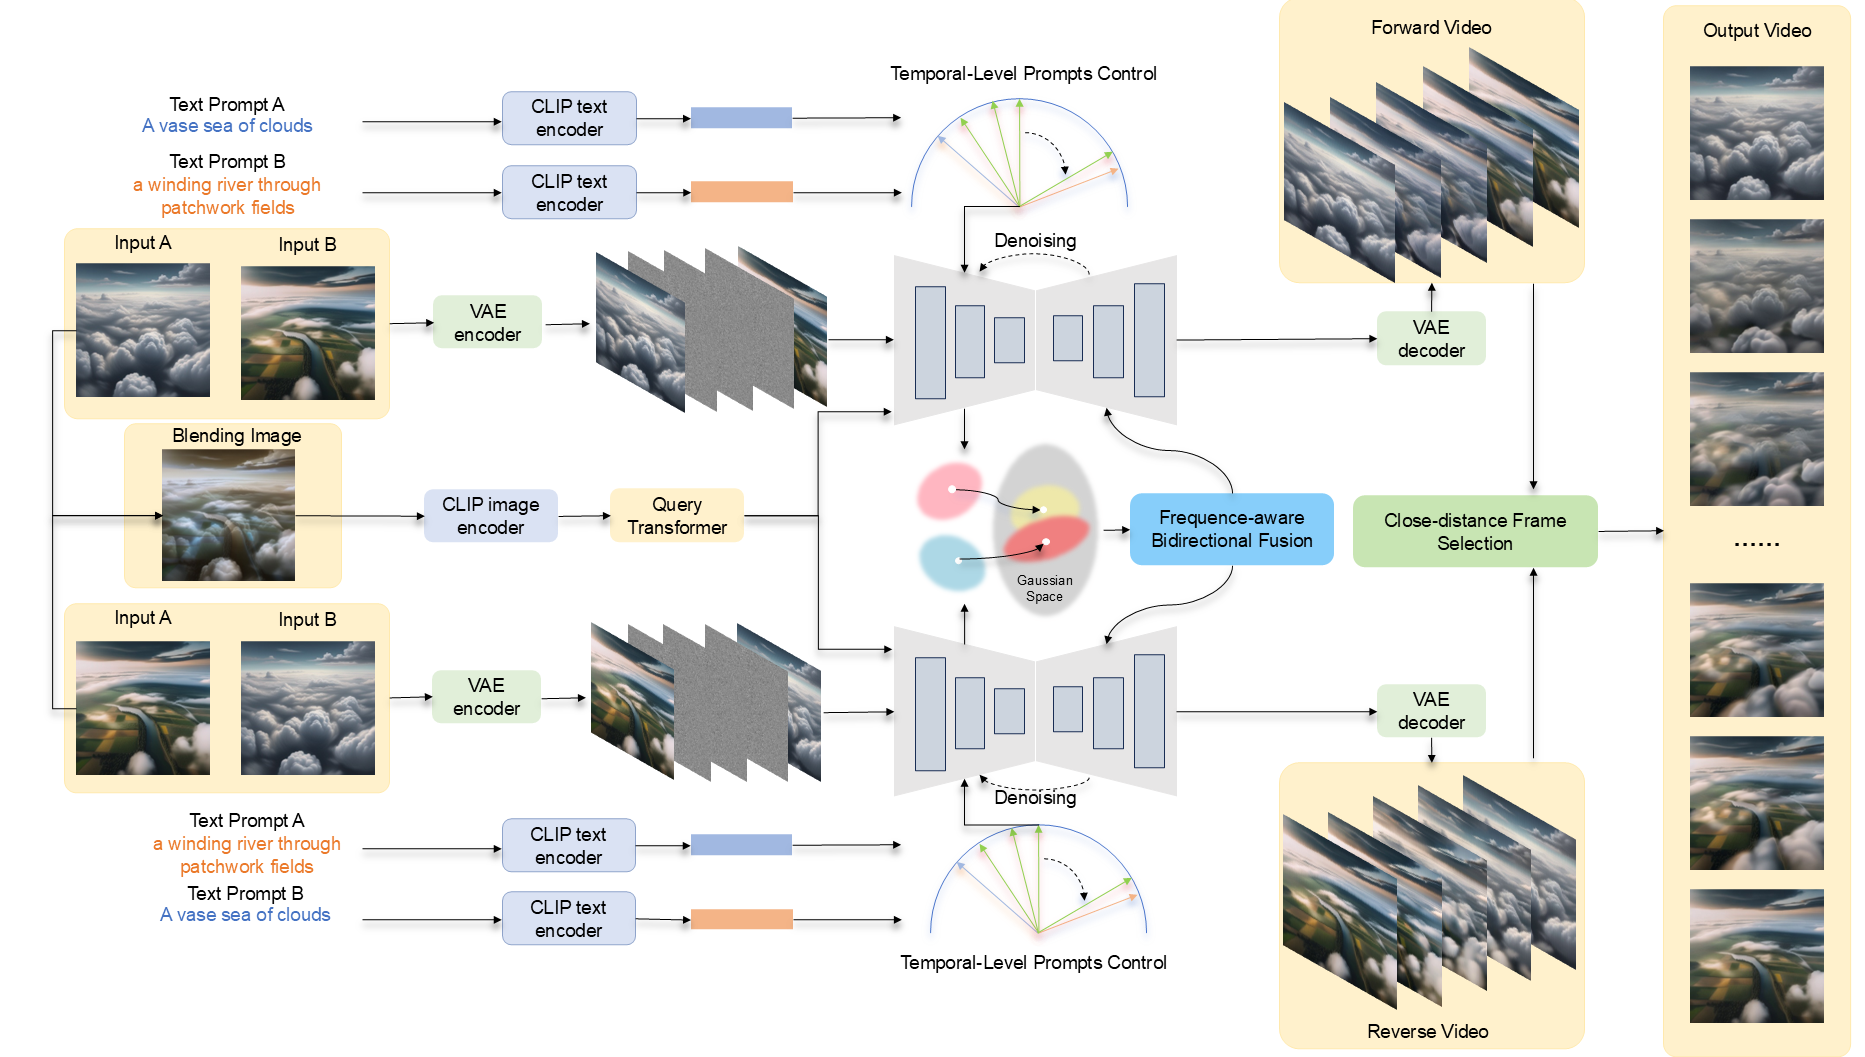 Text Prompt A
A vase sea of clouds
CLIP text
encoder
Temporal-Level Prompts Control
Text Prompt B
a winding river through
patchwork fields
CLIP text
encoder
Input A
Input B
VAE
encoder
Denoising
VAE
decoder
Forward Video
Output Video
Blending Image
CLIP image
encoder
Query
Transformer
Gaussian
Space
Frequence-aware
Bidirectional Fusion
Close-distance Frame
Selection
......
Input A
Input B
VAE
encoder
Denoising
VAE
decoder
Text Prompt A
a winding river through
patchwork fields
CLIP text
encoder
Text Prompt B
A vase sea of clouds
CLIP text
encoder
Temporal-Level Prompts Control
Reverse Video